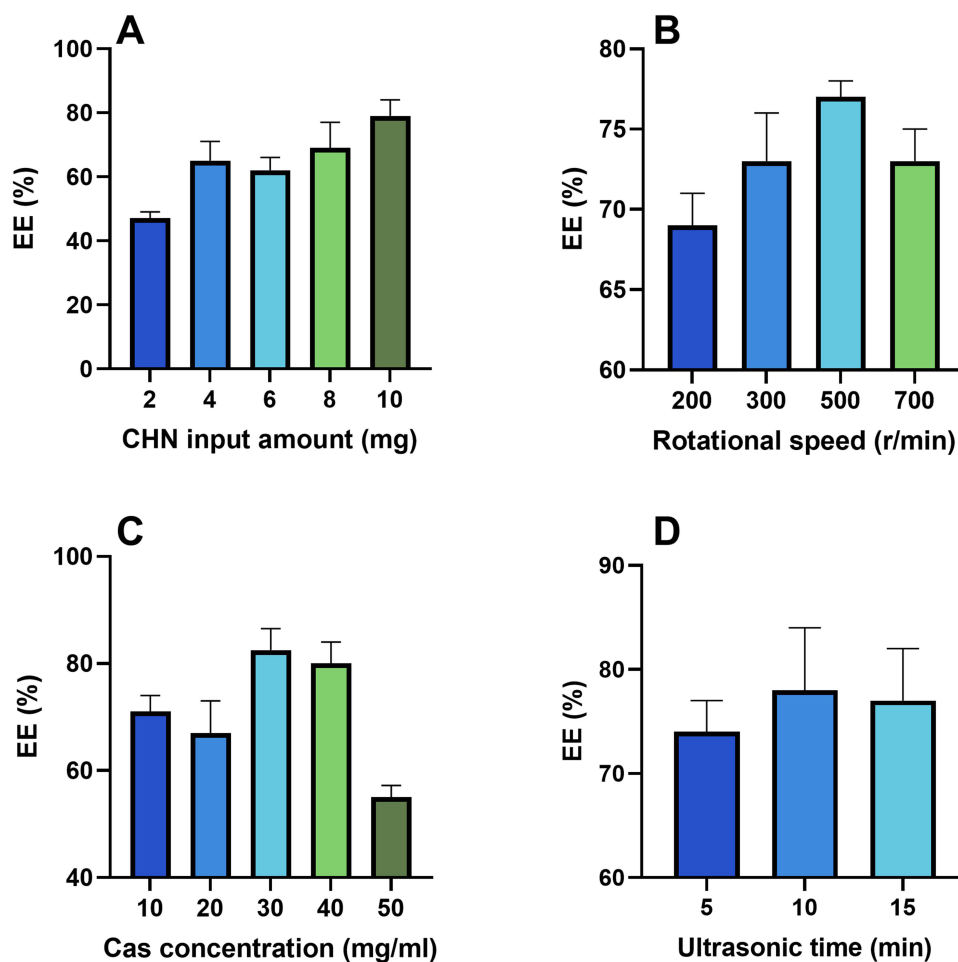 A
EE (%)
100
80
60
40
20
0
2 4 6 8 10
CHN input amount (mg)
B
EE (%)
80
75
70
65
60
200 300 500 700
Rotational speed (r/min)
C
EE (%)
100
80
60
40
10 20 30 40 50
Cas concentration (mg/ml)
D
EE (%)
90
80
70
60
5 10 15
Ultrasonic time (min)